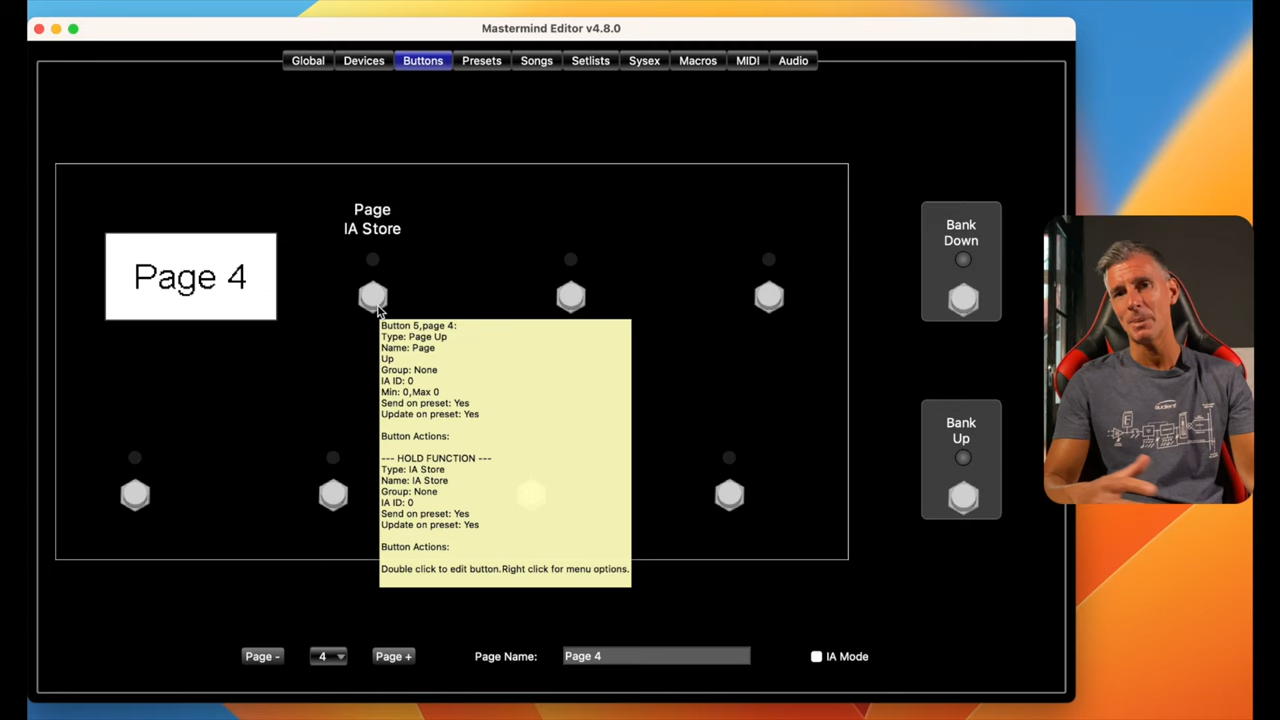 Mastermind Editor v4.8.0
Global Devices Buttons Presets Songs Setlists Sysex Macros MIDI Audio
Page
IA Store
Page 4
Bank
Down
Button 5,page 4:
Type: Page Up
Name: Page
Up
Group: None
IA ID: 0
Min: 0,Max 0
Send on preset: Yes
Update on preset: Yes
Button Actions:
--- HOLD FUNCTION ---
Type: IA Store
Name: IA Store
Group: None
IA ID: 0
Send on preset: Yes
Update on preset: Yes
Button Actions:
Double click to edit button.Right click for menu options.
Bank
Up
audient
Page - 4 Page + Page Name: Page 4 IA Mode